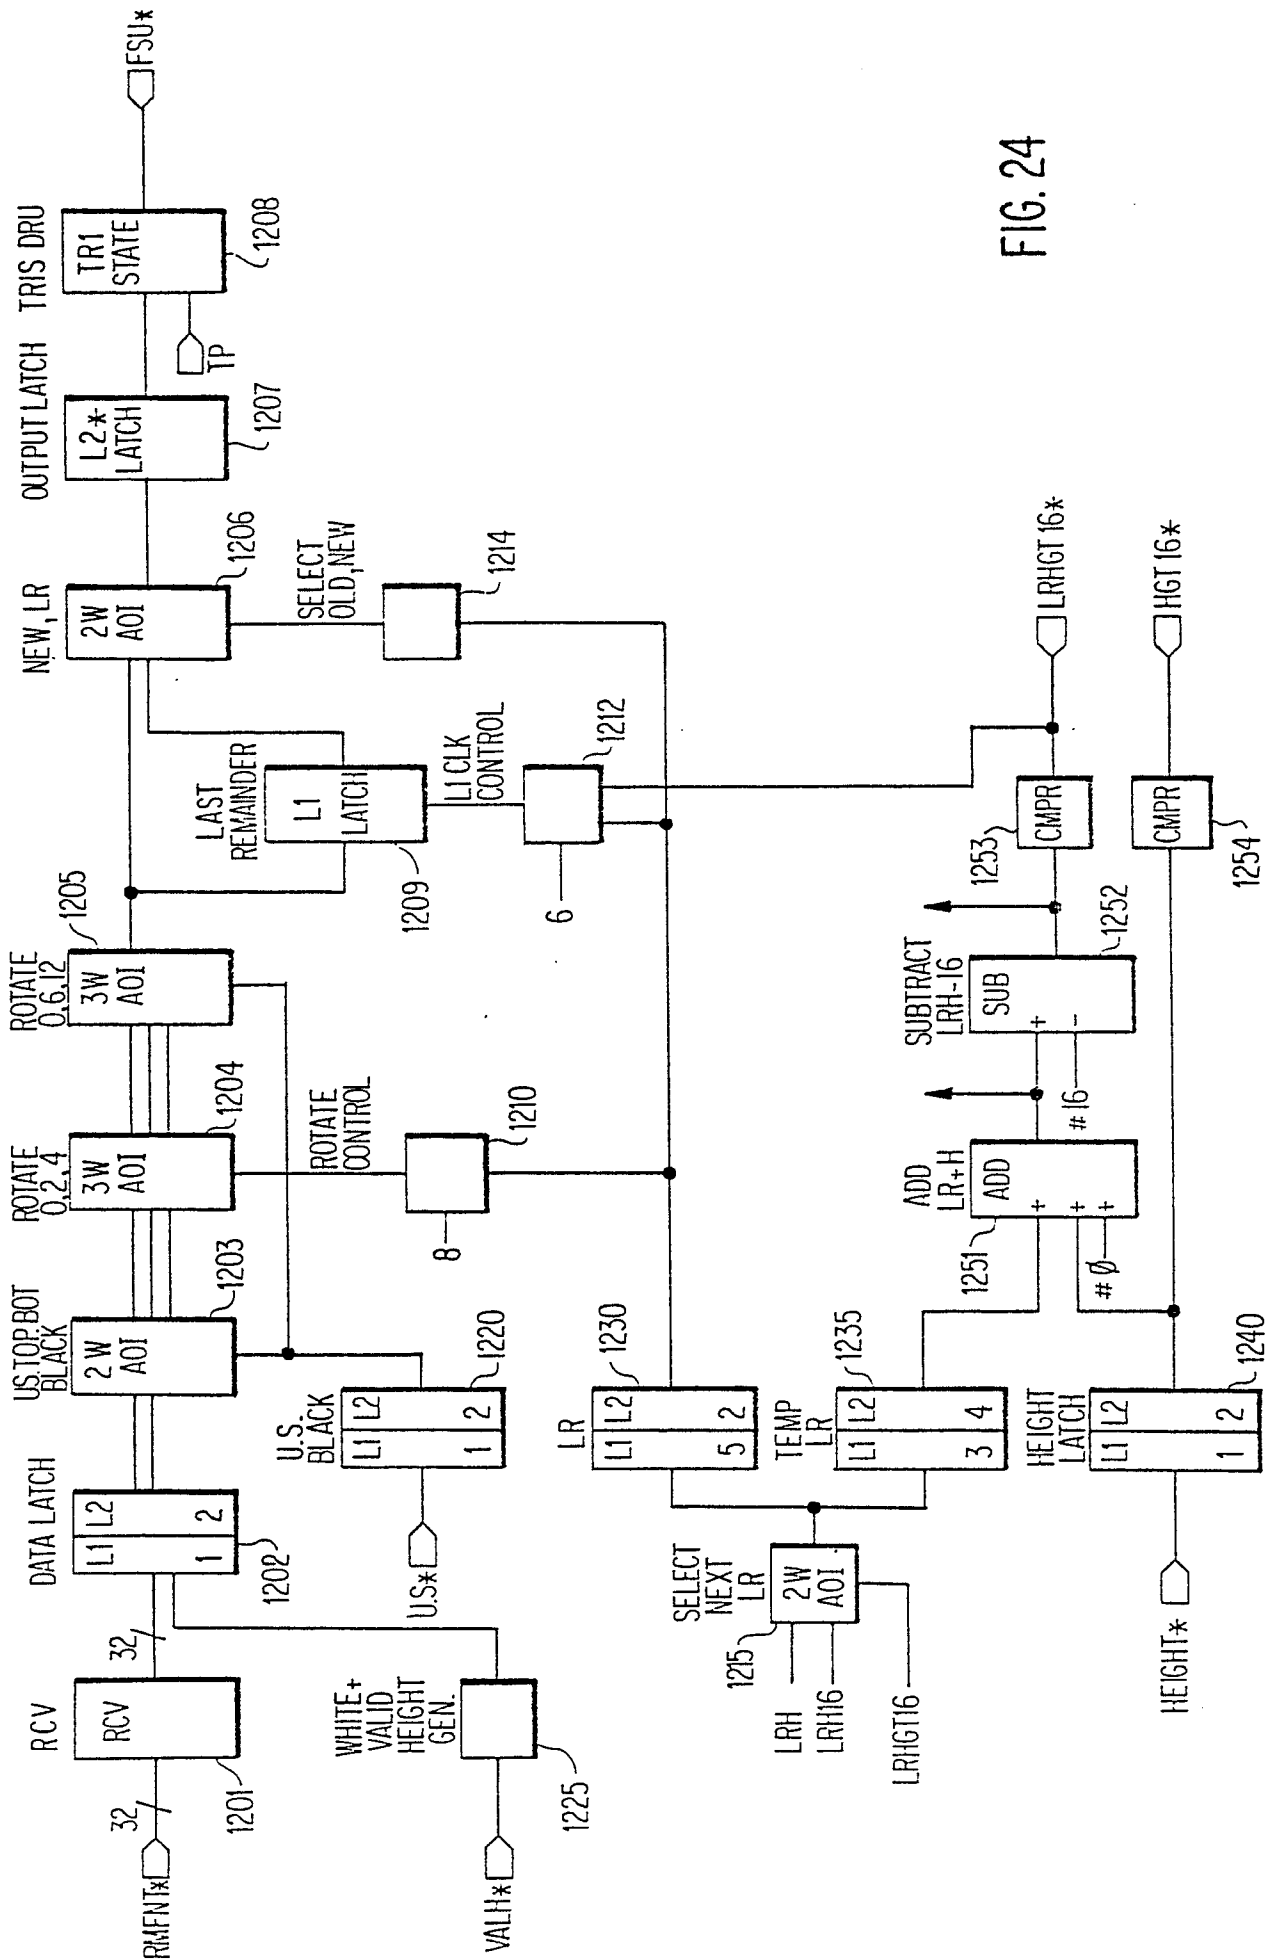 RCV
RCV
1201
32
32
RMFNT*
WHITE+
VALID
HEIGHT
GEN.
1225
VALH*
DATA LATCH
L1 L2
1 2
1202
US.TOP.BOT
BLACK
2W
AOI
1203
U.S.
BLACK
L1 L2
1 2
1220
U.S*
ROTATE
0,2,4
3W
AOI
1204
ROTATE
CONTROL
1210
8
ROTATE
0,6,12
3W
AOI
1205
LAST
REMAINDER
L1
LATCH
1209
L1 CLK
CONTROL
1212
6
NEW,LR
2W
AOI
1206
SELECT
OLD,NEW
1214
OUTPUT LATCH
L2*
LATCH
1207
TRIS DRU
TR1
STATE
1208
TP
FSU*
LR
L1 L2
5 2
1230
SELECT
NEXT
LR
2W
AOI
1215
LRH
LRH16
LRHGT16
TEMP
LR
L1 L2
3 4
1235
HEIGHT
LATCH
L1 L2
1 2
1240
HEIGHT*
ADD
LR+H
ADD
+
+
+
1251
#Ø
SUBTRACT
LRH-16
SUB
+
-
1252
#16
CMPR
1253
LRHGT16*
CMPR
1254
HGT16*
FIG. 24